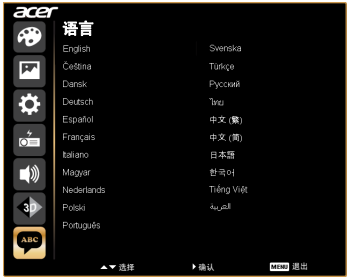 acer
语言
English
Čeština
Dansk
Deutsch
Español
Français
Italiano
Magyar
Nederlands
Polski
Português
Svenska
Türkçe
Русский
ไทย
中文 (繁)
中文 (简)
日本語
한국어
Tiếng Việt
العربية
3D
ABC
▲▼ 选择
▶ 确认
MENU 退出